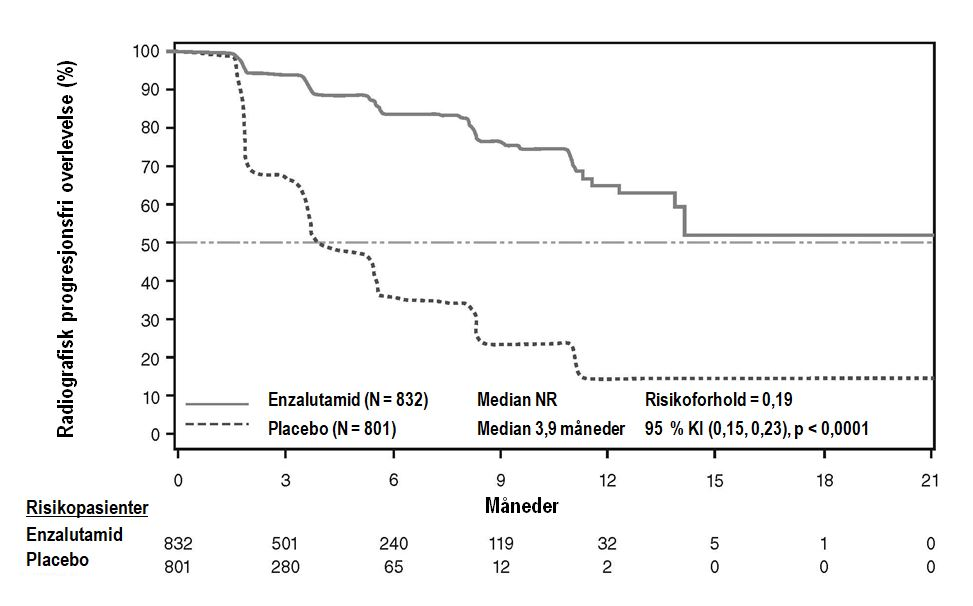 Radiografisk progresjonsfri overlevelse (%)
100
90
80
70
60
50
40
30
20
10
0
Enzalutamid (N = 832) Median NR Risikoforhold = 0,19
Placebo (N = 801) Median 3,9 måneder 95 % KI (0,15, 0,23), p < 0,0001
0 3 6 9 12 15 18 21
Måneder
Risikopasienter
Enzalutamid 832 501 240 119 32 5 1 0
Placebo 801 280 65 12 2 0 0 0